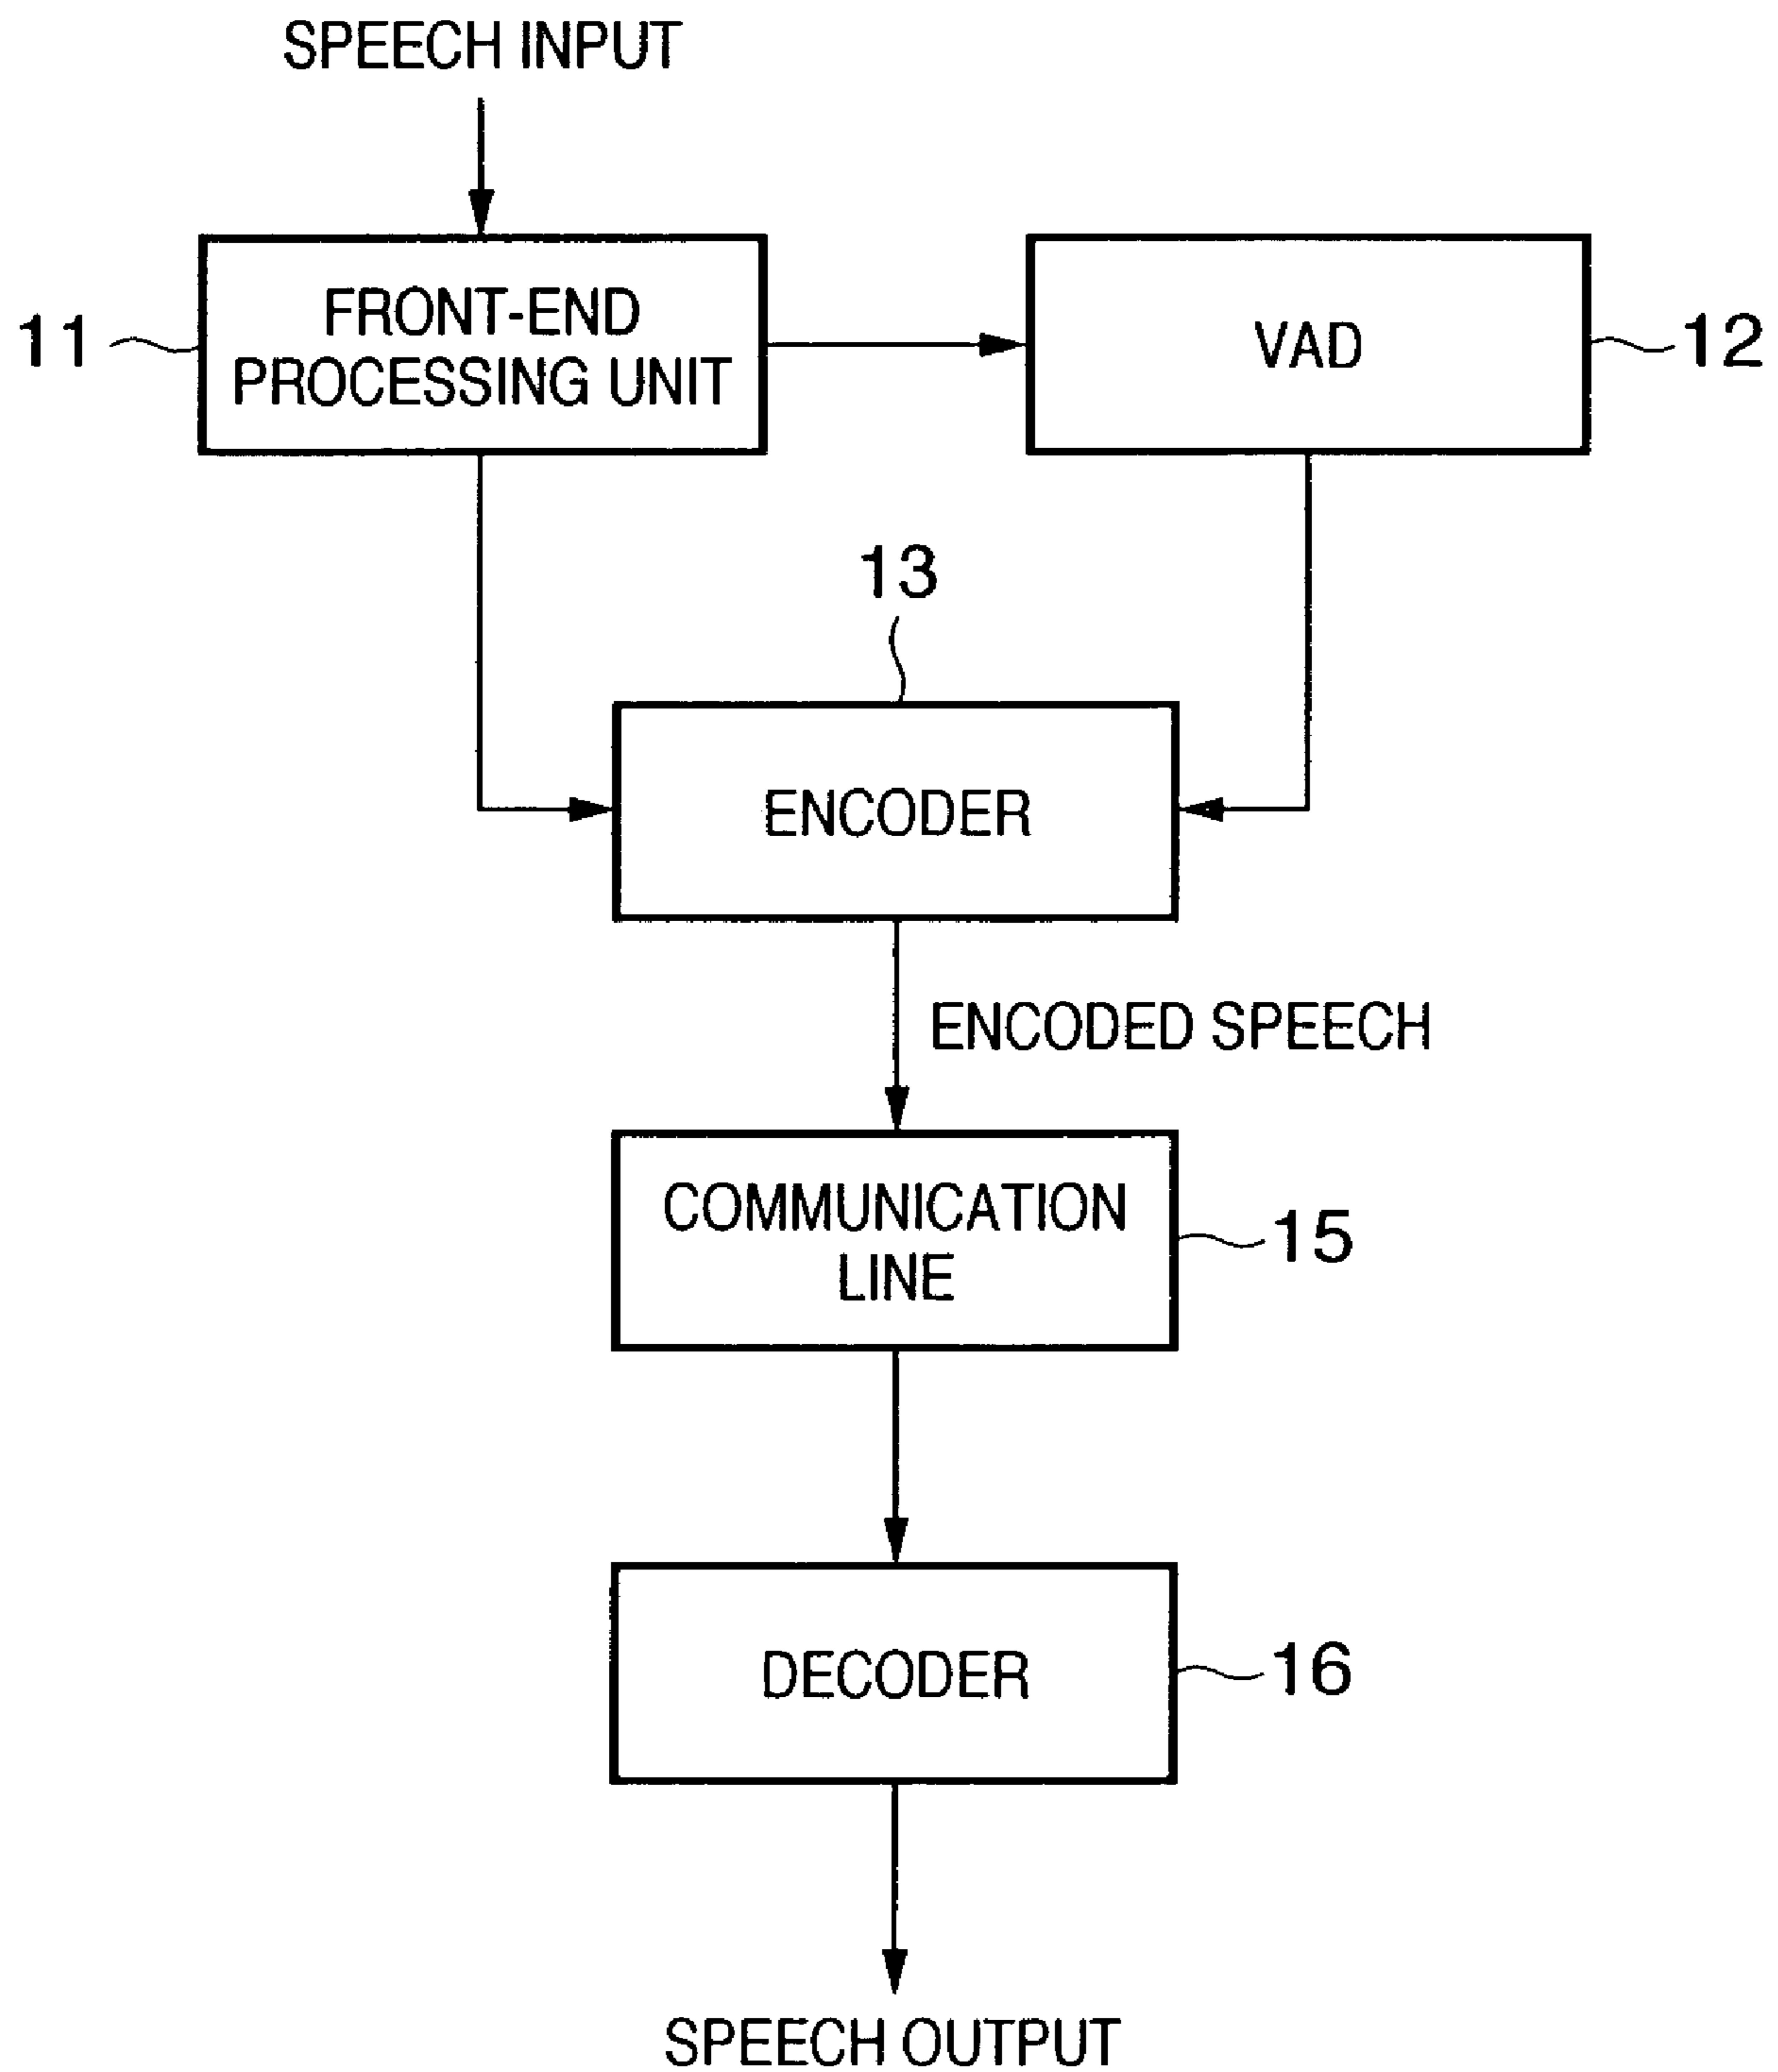 SPEECH INPUT
11
FRONT-END
PROCESSING UNIT
VAD
12
13
ENCODER
ENCODED SPEECH
COMMUNICATION
LINE
15
DECODER
16
SPEECH OUTPUT